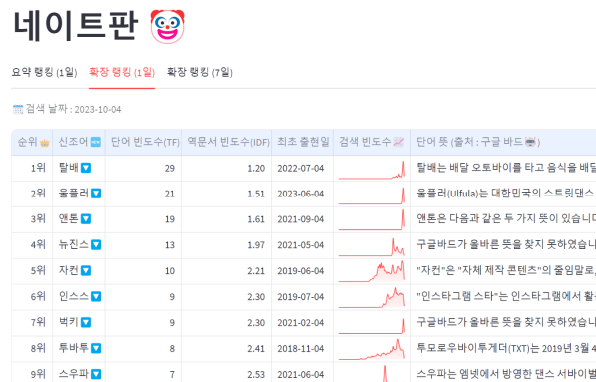 네이트판 🤡
요약 랭킹 (1일) 확장 랭킹 (1일) 확장 랭킹 (7일)
📅 검색 날짜 : 2023-10-04
순위👑 신조어🆕 단어 빈도수(TF) 역문서 빈도수(IDF) 최초 출현일 검색 빈도수📈 단어 뜻 (출처 : 구글 바드)
1위 탈배🔽 29 1.20 2022-07-04 탈배는 배달 오토바이를 타고 음식을 배달
2위 울플러🔽 21 1.51 2023-06-04 울플러(Ulfula)는 대한민국의 스트릿댄스
3위 앤톤🔽 19 1.61 2021-09-04 앤톤은 다음과 같은 두 가지 뜻이 있습니다
4위 뉴진스🔽 13 1.97 2021-05-04 구글바드가 올바른 뜻을 찾지 못하였습니
5위 자컨🔽 10 2.21 2019-06-04 "자컨"은 "자체 제작 콘텐츠"의 줄임말로,
6위 인스스🔽 9 2.30 2019-07-04 "인스타그램 스타"는 인스타그램에서 활
7위 벅키🔽 9 2.30 2021-02-04 구글바드가 올바른 뜻을 찾지 못하였습니
8위 투바투🔽 8 2.41 2018-11-04 투모로우바이투게더(TXT)는 2019년 3월 4
9위 스우파🔽 7 2.53 2021-06-04 스우파는 엠넷에서 방영한 댄스 서바이벌